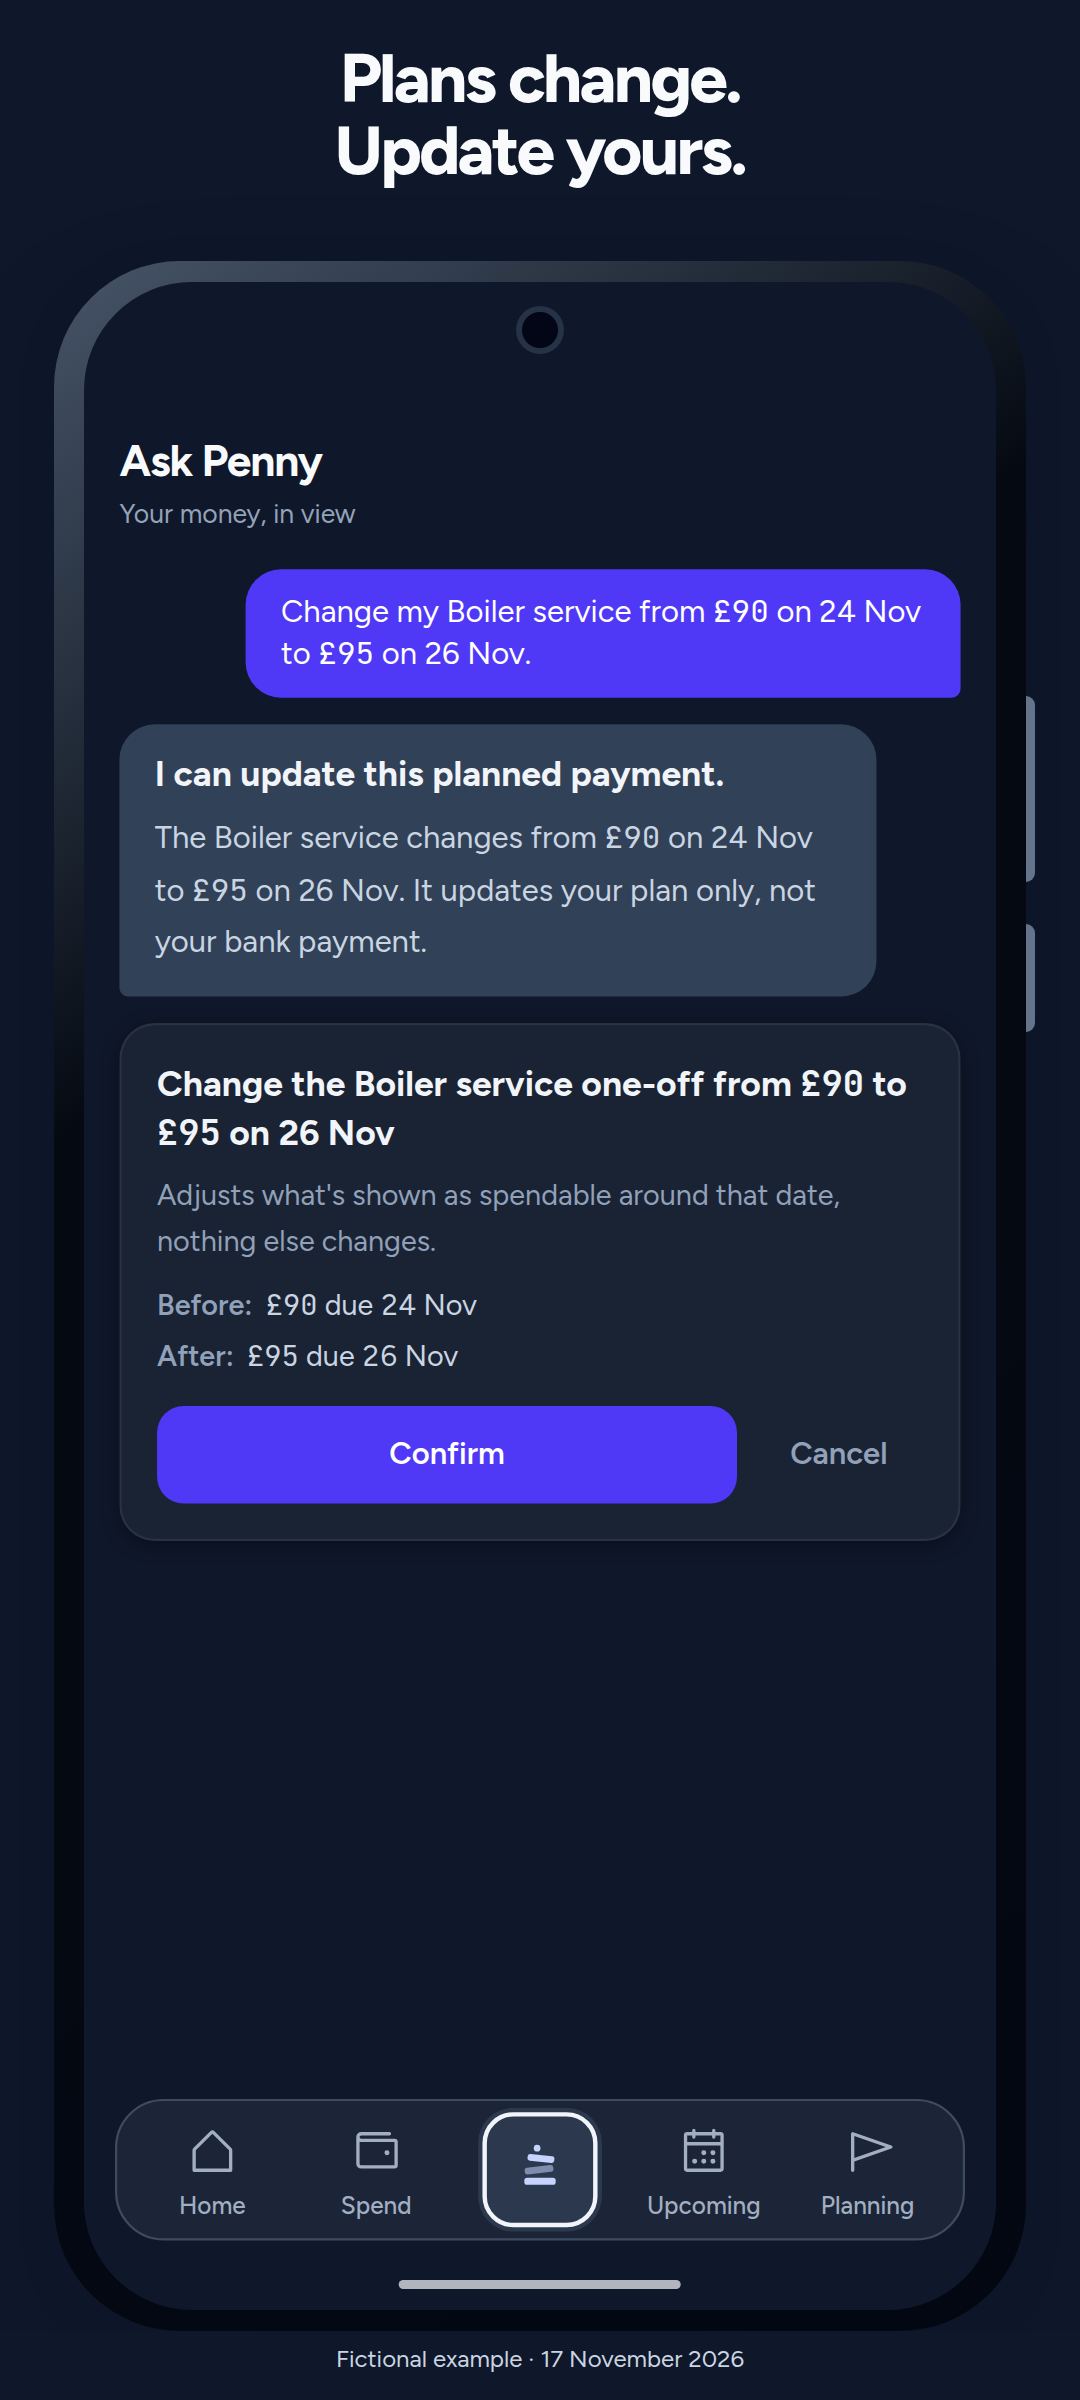 Plans change.
Update yours.
Ask Penny
Your money, in view
Change my Boiler service from £90 on 24 Nov
to £95 on 26 Nov.
I can update this planned payment.
The Boiler service changes from £90 on 24 Nov
to £95 on 26 Nov. It updates your plan only, not
your bank payment.
Change the Boiler service one-off from £90 to
£95 on 26 Nov
Adjusts what's shown as spendable around that date,
nothing else changes.
Before: £90 due 24 Nov
After: £95 due 26 Nov
Confirm Cancel
Home Spend Upcoming Planning
Fictional example · 17 November 2026